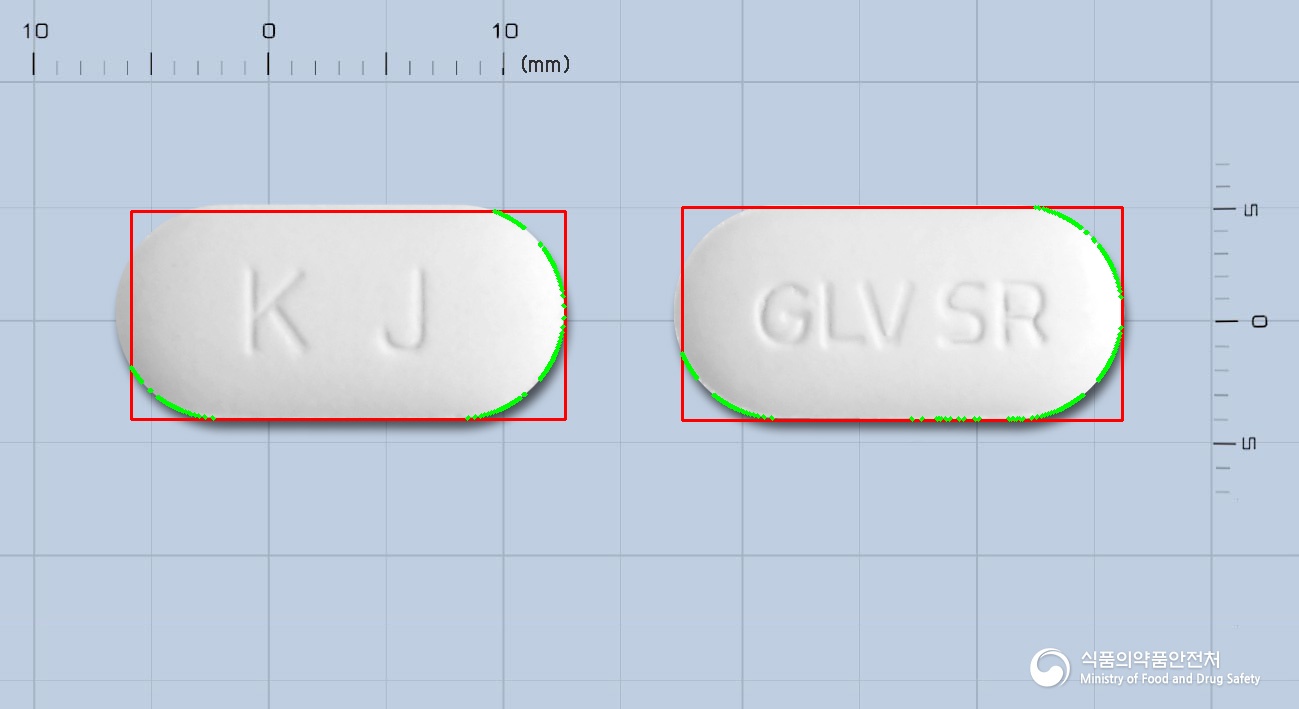 10 0 10
(mm)
K J
GLV SR
5
0
5
식품의약품안전처
Ministry of Food and Drug Safety